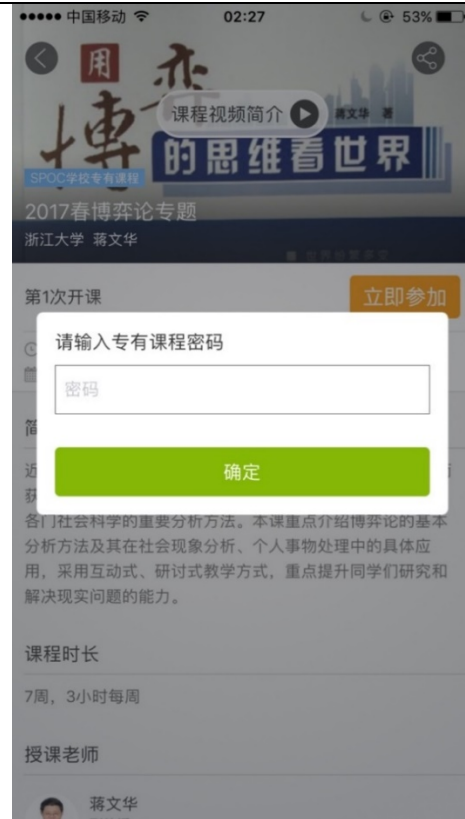 中国移动 02:27 53%
用
博弈
课程视频简介
蒋文华 著
的思维看世界
SPOC学校专有课程
2017春博弈论专题
浙江大学 蒋文华
第1次开课
立即参加
请输入专有课程密码
密码
简
近
确定
获
各门社会科学的重要分析方法。本课重点介绍博弈论的基本
分析方法及其在社会现象分析、个人事物处理中的具体应
用，采用互动式、研讨式教学方式，重点提升同学们研究和
解决现实问题的能力。
课程时长
7周，3小时每周
授课老师
蒋文华